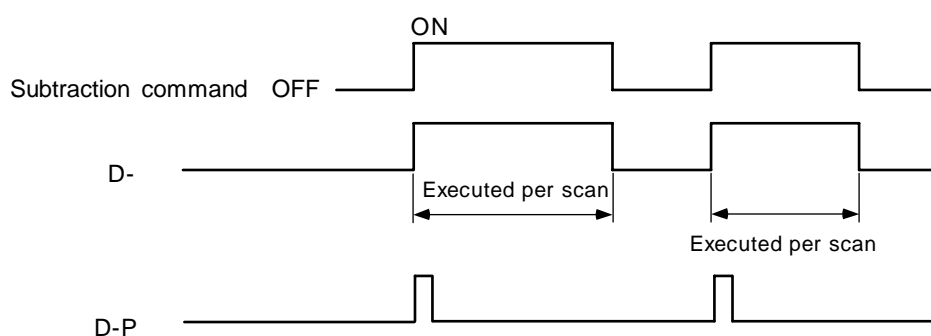 ON
Subtraction command OFF
D-
Executed per scan
Executed per scan
D-P